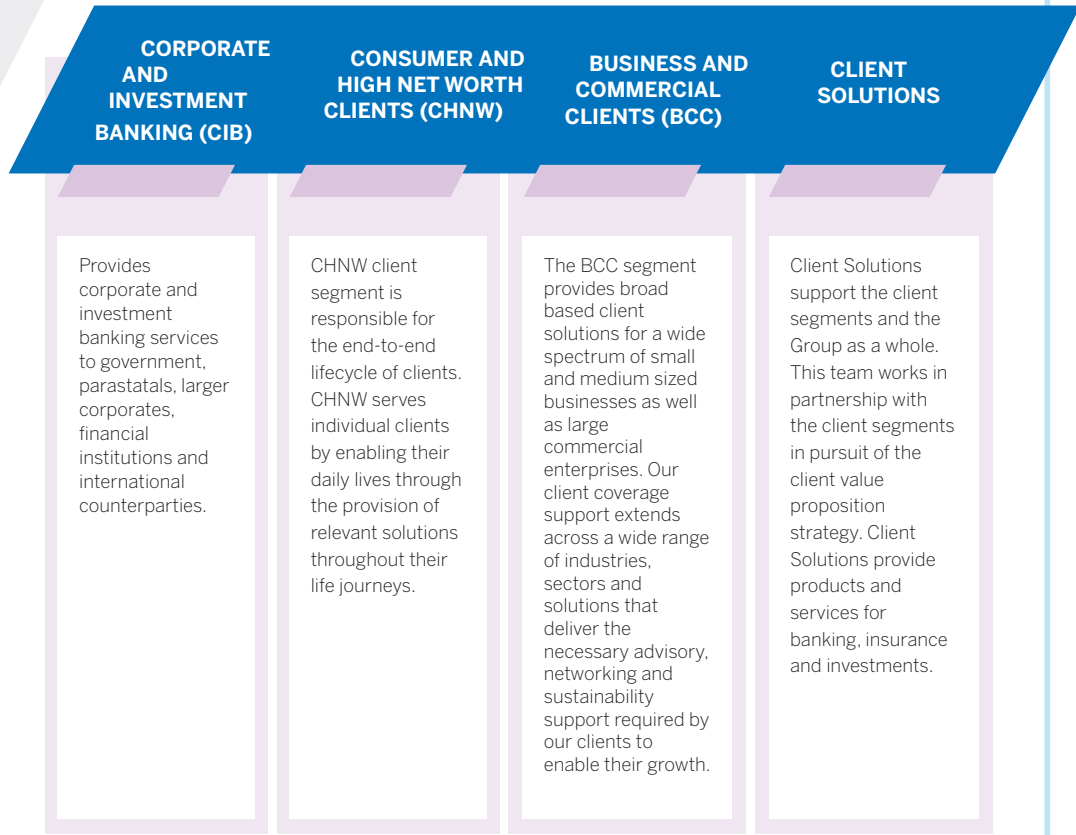 CORPORATE
AND
INVESTMENT
BANKING (CIB)
Provides
corporate and
investment
banking services
to government,
parastatals, larger
corporates,
financial
institutions and
international
counterparties.
CONSUMER AND
HIGH NET WORTH
CLIENTS (CHNW)
CHNW client
segment is
responsible for
the end-to-end
lifecycle of clients.
CHNW serves
individual clients
by enabling their
daily lives through
the provision of
relevant solutions
throughout their
life journeys.
BUSINESS AND
COMMERCIAL
CLIENTS (BCC)
The BCC segment
provides broad
based client
solutions for a wide
spectrum of small
and medium sized
businesses as well
as large
commercial
enterprises. Our
client coverage
support extends
across a wide range
of industries,
sectors and
solutions that
deliver the
necessary advisory,
networking and
sustainability
support required by
our clients to
enable their growth.
CLIENT
SOLUTIONS
Client Solutions
support the client
segments and the
Group as a whole.
This team works in
partnership with
the client segments
in pursuit of the
client value
proposition
strategy. Client
Solutions provide
products and
services for
banking, insurance
and investments.